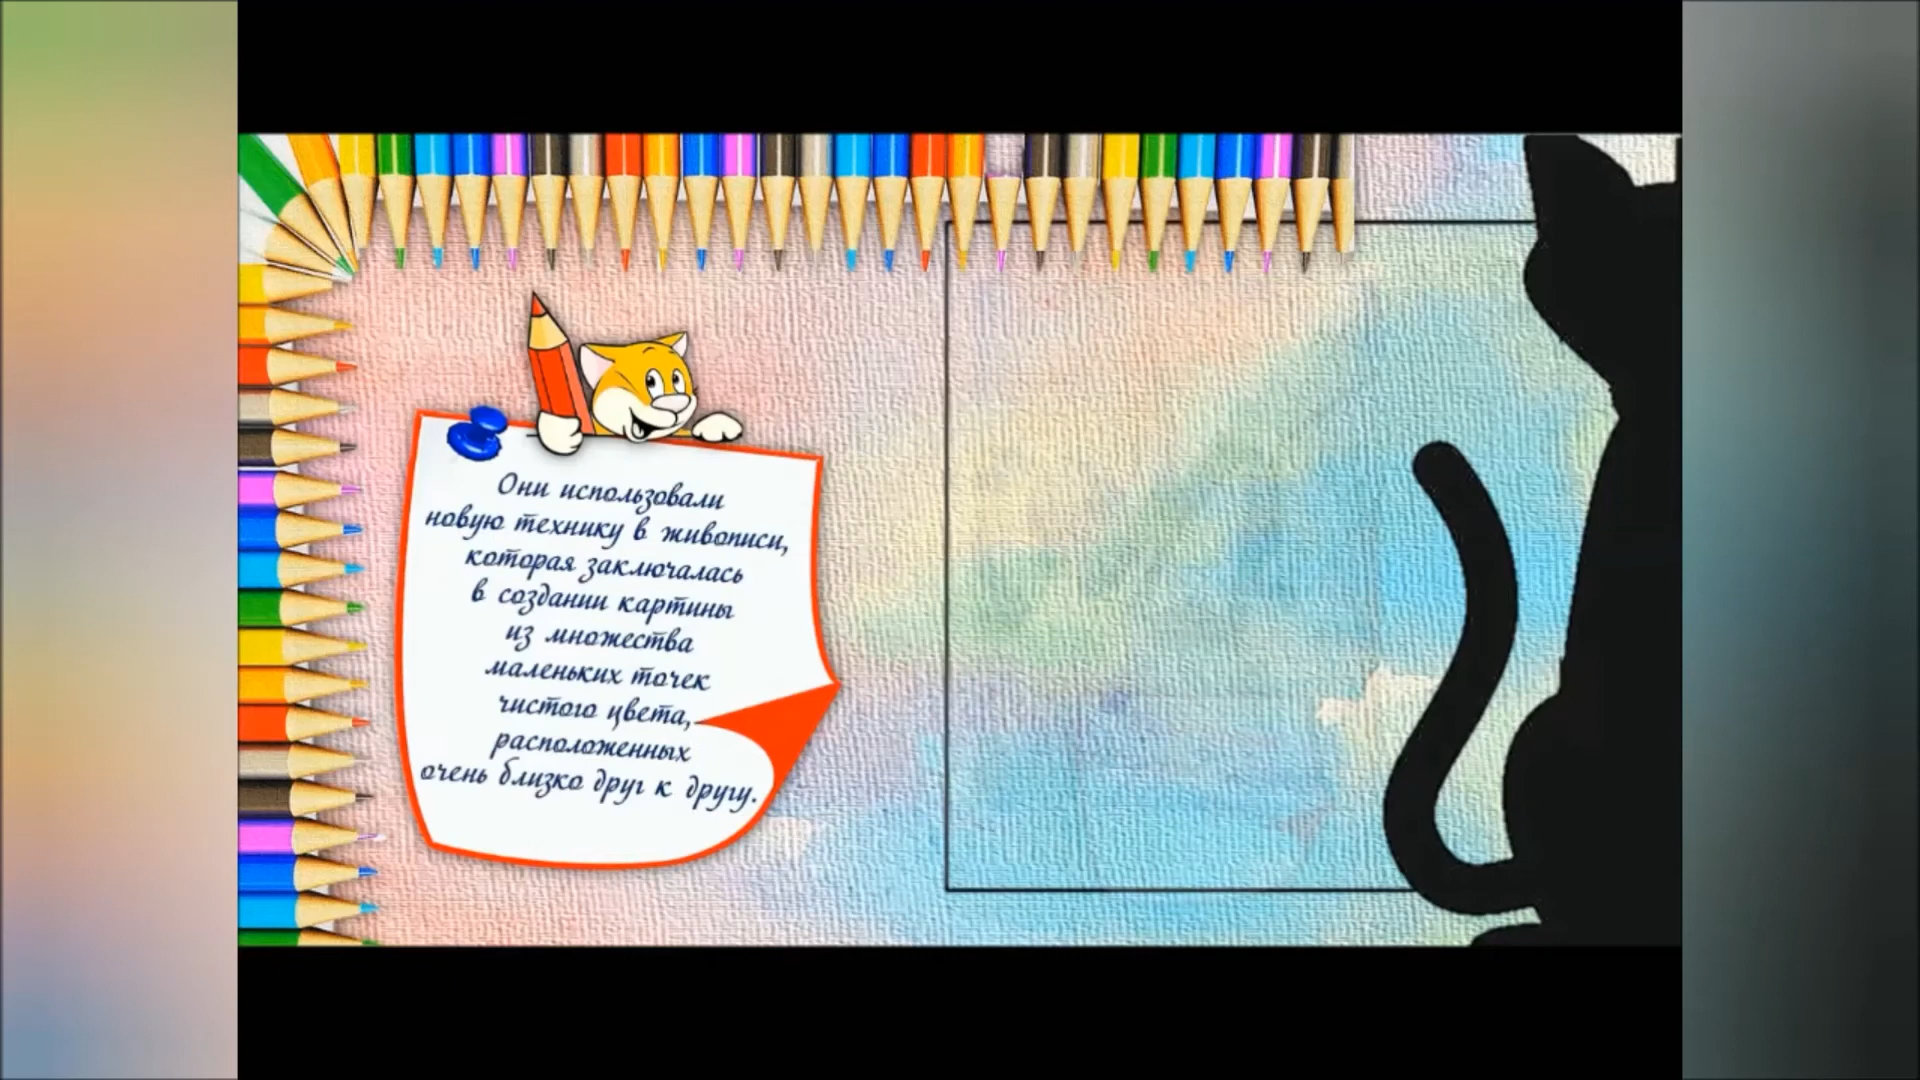 Они использовали
новую технику в живописи,
которая заключалась
в создании картины
из множества
маленьких точек
чистого цвета,
расположенных
очень близко друг к другу.